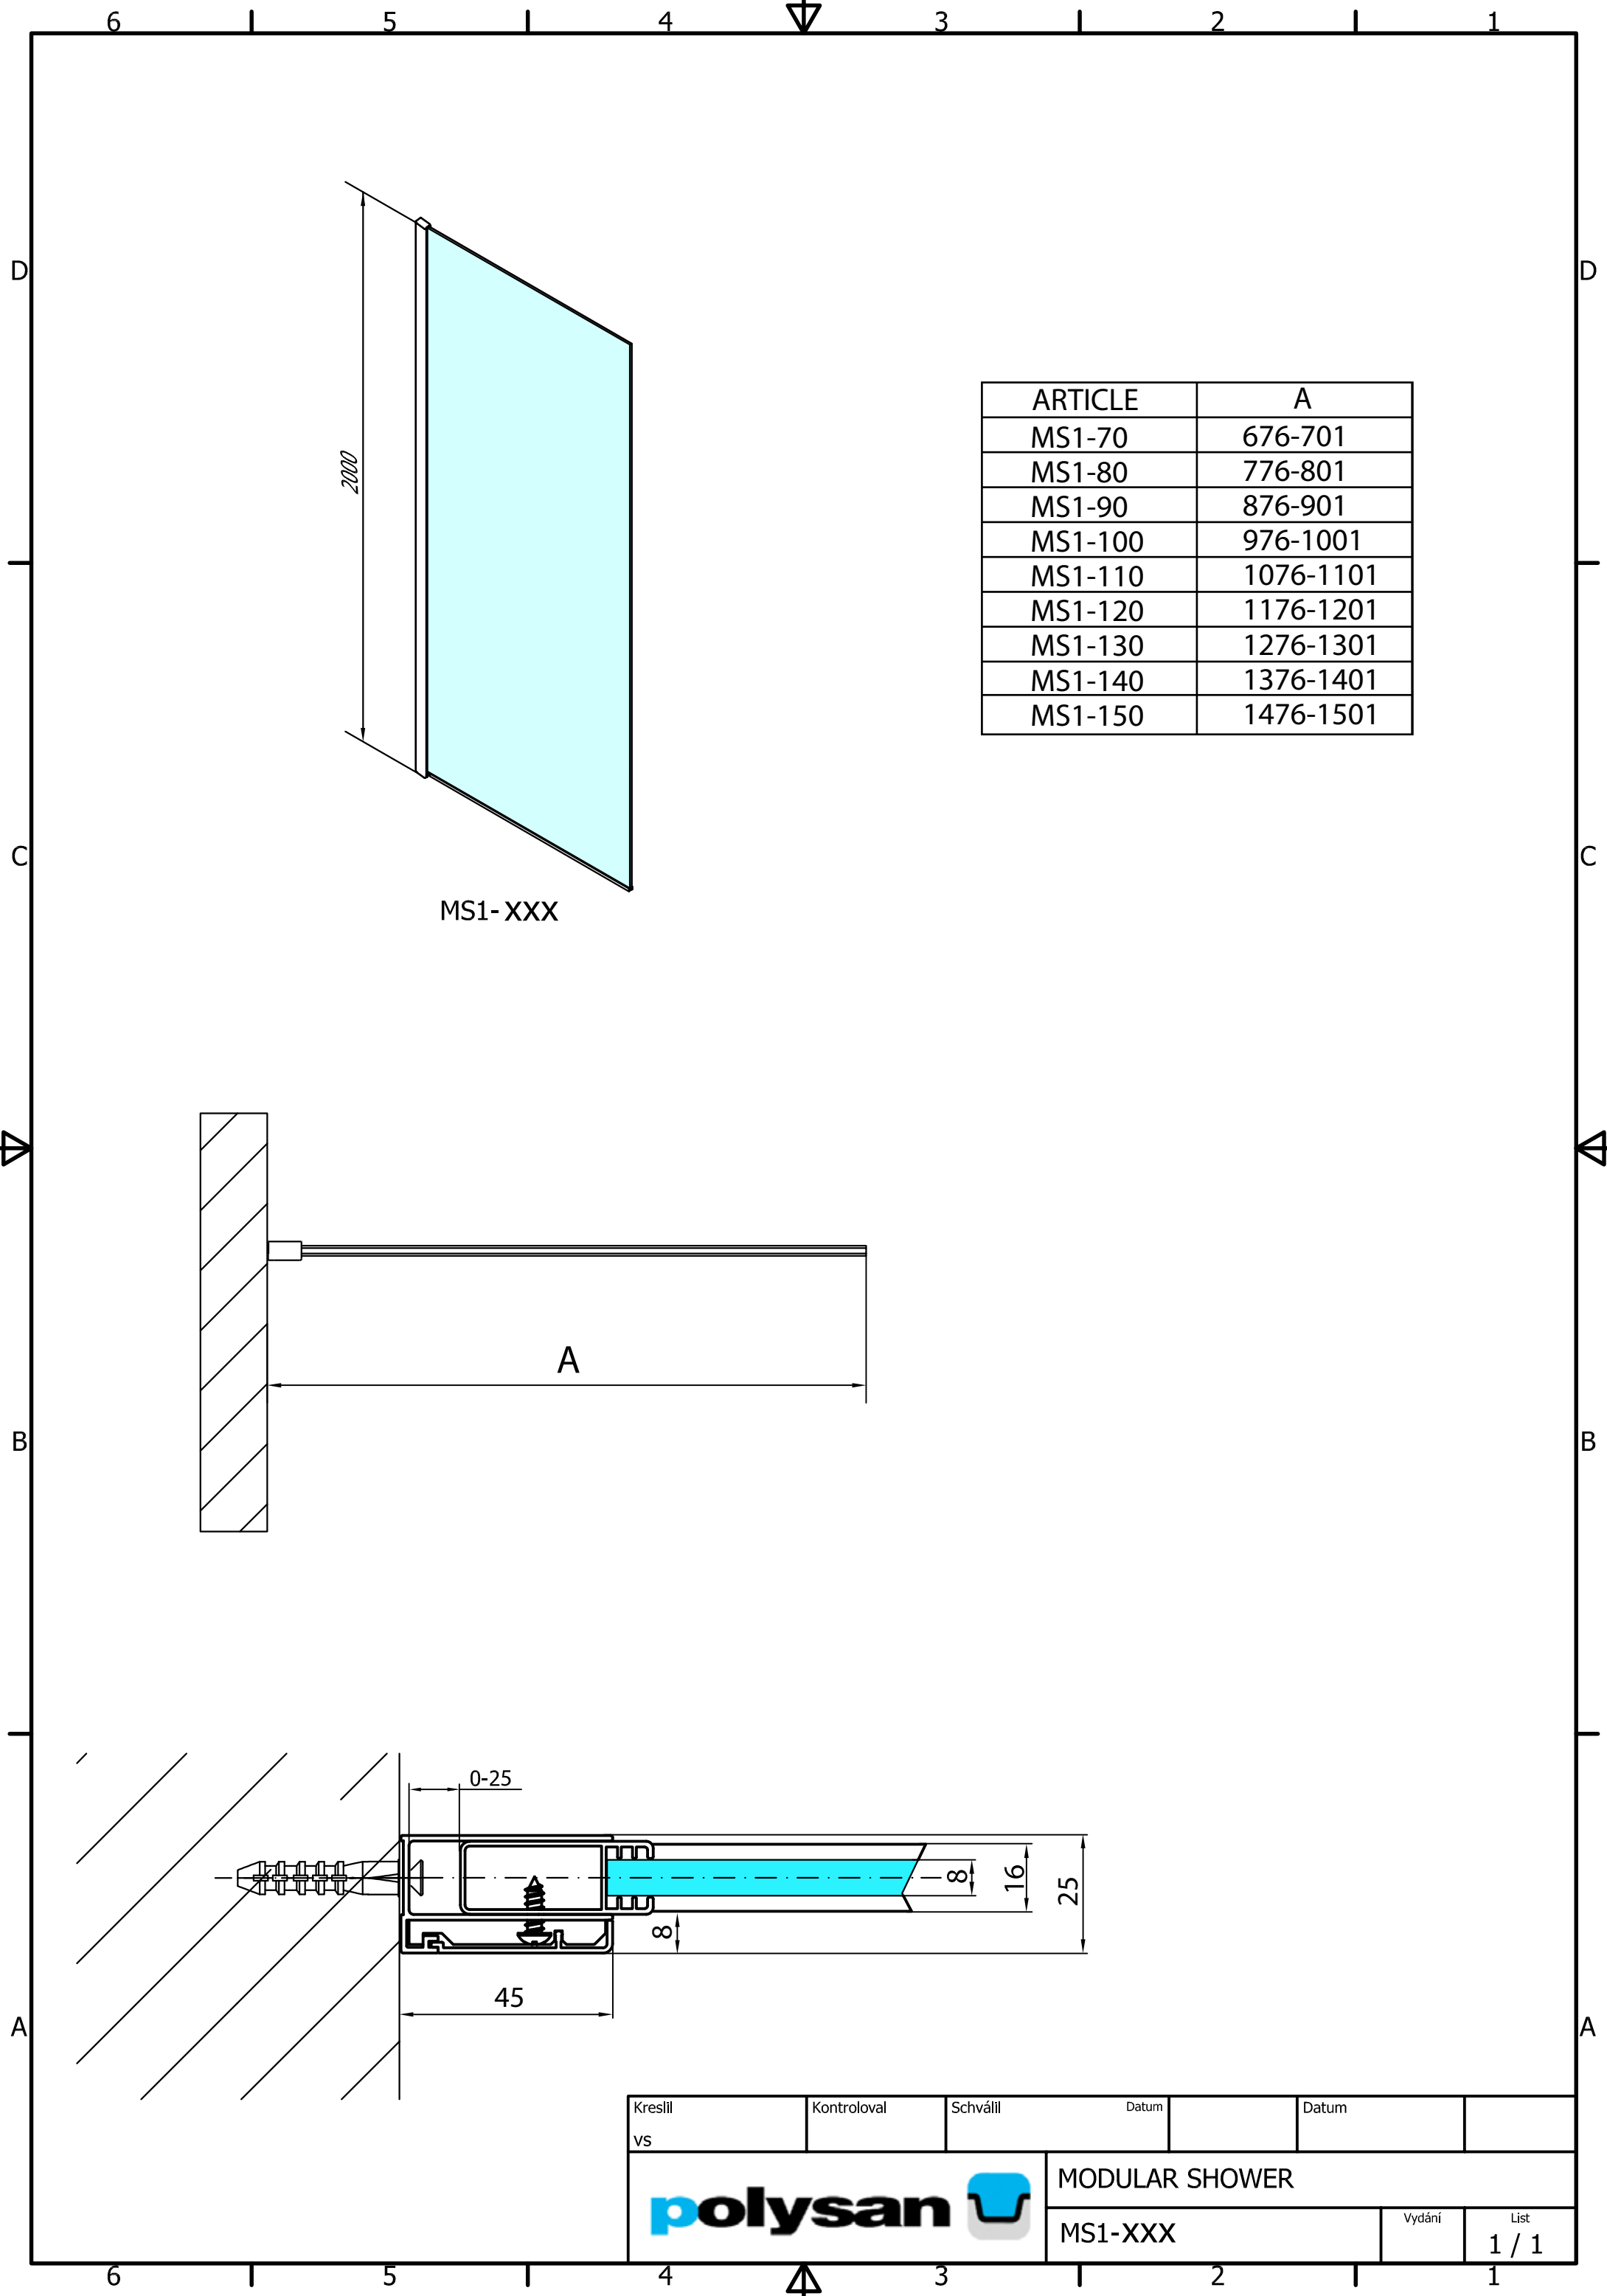 6 5 4 3 2 1
D D
2000
ARTICLE A
MS1-70 676-701
MS1-80 776-801
MS1-90 876-901
MS1-100 976-1001
MS1-110 1076-1101
MS1-120 1176-1201
MS1-130 1276-1301
MS1-140 1376-1401
MS1-150 1476-1501
C C
MS1-XXX
A
B B
0-25
8
16
25
8
45
A A
Kreslil Kontroloval Schválil Datum Datum
vs
polysan
MODULAR SHOWER
MS1-XXX
Vydání List
1 / 1
6 5 4 3 2 1